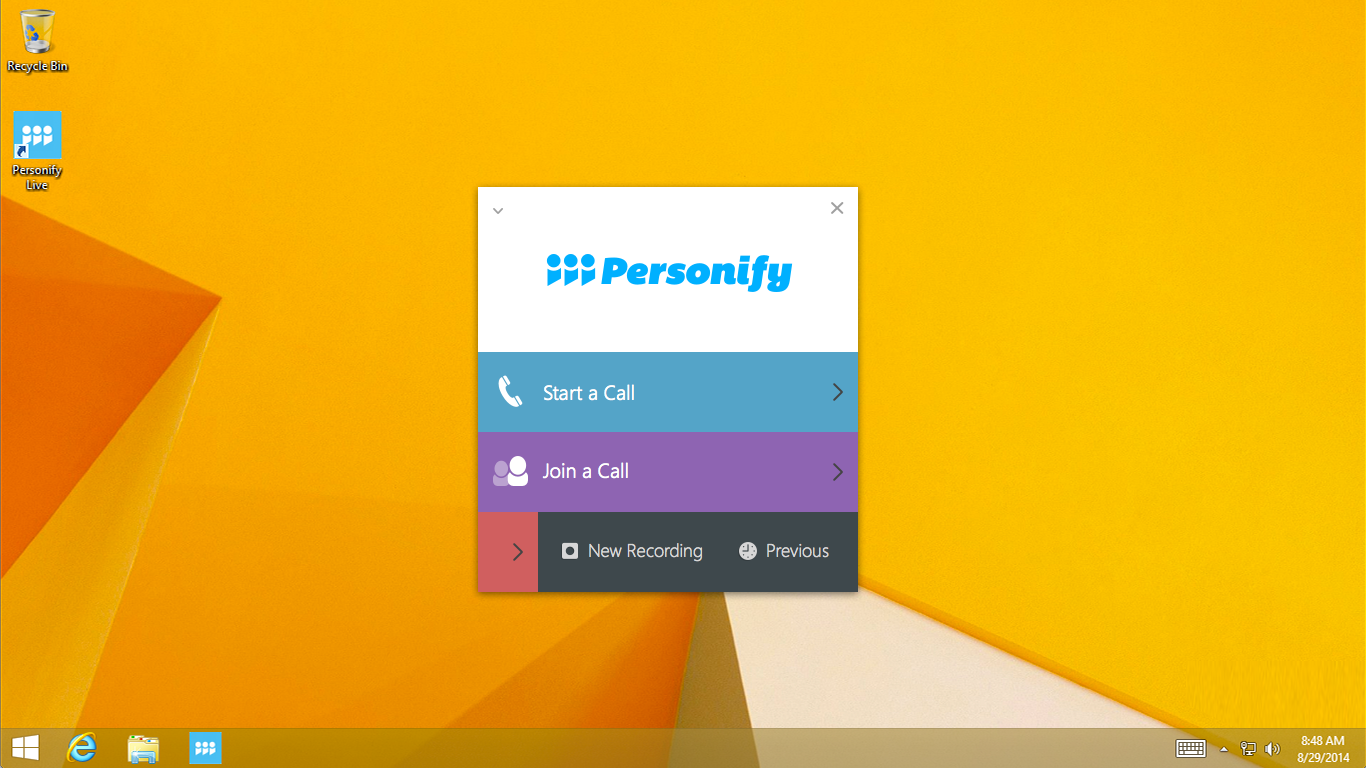 Recycle Bin
Personify
Live
Personify
Start a Call
Join a Call
New Recording
Previous
8:48 AM
8/29/2014